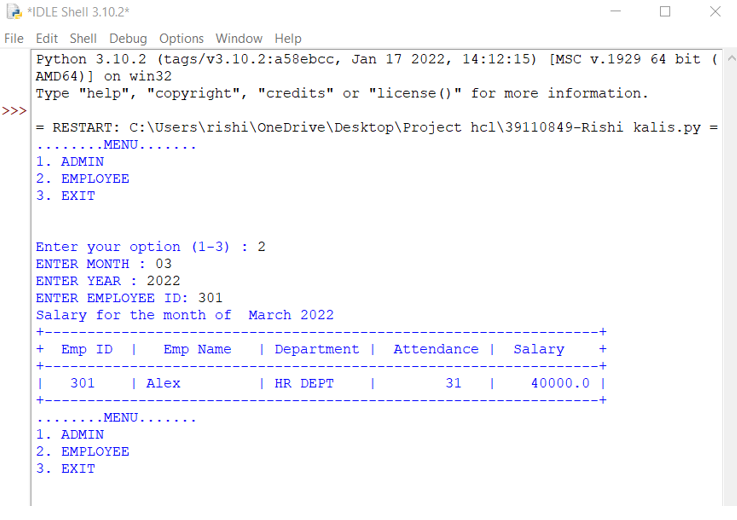 *IDLE Shell 3.10.2*
File Edit Shell Debug Options Window Help
Python 3.10.2 (tags/v3.10.2:a58ebcc, Jan 17 2022, 14:12:15) [MSC v.1929 64 bit (
AMD64)] on win32
Type "help", "copyright", "credits" or "license()" for more information.
>>>
= RESTART: C:\Users\rishi\OneDrive\Desktop\Project hcl\39110849-Rishi kalis.py =
........MENU.......
1. ADMIN
2. EMPLOYEE
3. EXIT
Enter your option (1-3) : 2
ENTER MONTH : 03
ENTER YEAR : 2022
ENTER EMPLOYEE ID: 301
Salary for the month of  March 2022
+-----------------------------------------------------------------+
+  Emp ID  |   Emp Name   | Department |  Attendance |  Salary    +
+-----------------------------------------------------------------+
|   301    | Alex         | HR DEPT    |        31   |    40000.0 |
+-----------------------------------------------------------------+
........MENU.......
1. ADMIN
2. EMPLOYEE
3. EXIT